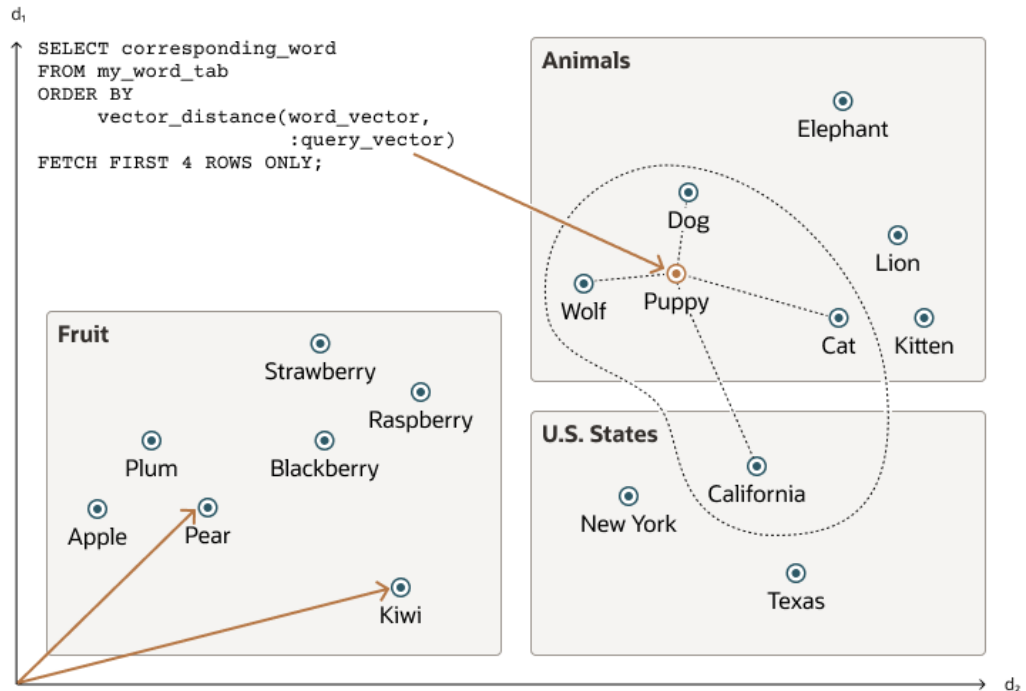 d₁
SELECT corresponding_word
FROM my_word_tab
ORDER BY
vector_distance(word_vector,
:query_vector)
FETCH FIRST 4 ROWS ONLY;
Animals
Elephant
Dog
Lion
Wolf
Puppy
Cat
Kitten
Fruit
Strawberry
Raspberry
Plum
Blackberry
Apple
Pear
Kiwi
U.S. States
California
New York
Texas
d₂